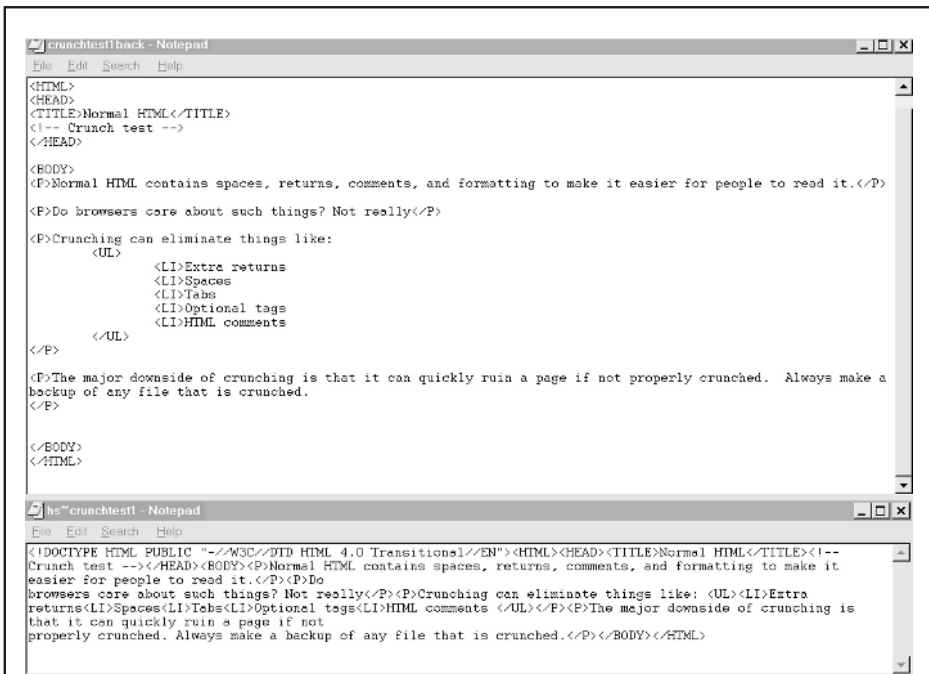 crunchtest1back - Notepad
File Edit Search Help
<HTML>
<HEAD>
<TITLE>Normal HTML</TITLE>
<!-- Crunch test -->
</HEAD>
<BODY>
<P>Normal HTML contains spaces, returns, comments, and formatting to make it easier for people to read it.</P>
<P>Do browsers care about such things? Not really</P>
<P>Crunching can eliminate things like:
<UL>
<LI>Extra returns
<LI>Spaces
<LI>Tabs
<LI>Optional tags
<LI>HTML comments
</UL>
</P>
<P>The major downside of crunching is that it can quickly ruin a page if not properly crunched.  Always make a
backup of any file that is crunched.
</P>
</BODY>
</HTML>
hs~crunchtest1 - Notepad
File Edit Search Help
<!DOCTYPE HTML PUBLIC "-//W3C//DTD HTML 4.0 Transitional//EN"><HTML><HEAD><TITLE>Normal HTML</TITLE><!--
Crunch test --></HEAD><BODY><P>Normal HTML contains spaces, returns, comments, and formatting to make it
easier for people to read it.</P><P>Do
browsers care about such things? Not really</P><P>Crunching can eliminate things like: <UL><LI>Extra
returns<LI>Spaces<LI>Tabs<LI>Optional tags<LI>HTML comments </UL></P><P>The major downside of crunching is
that it can quickly ruin a page if not
properly crunched. Always make a backup of any file that is crunched.</P></BODY></HTML>